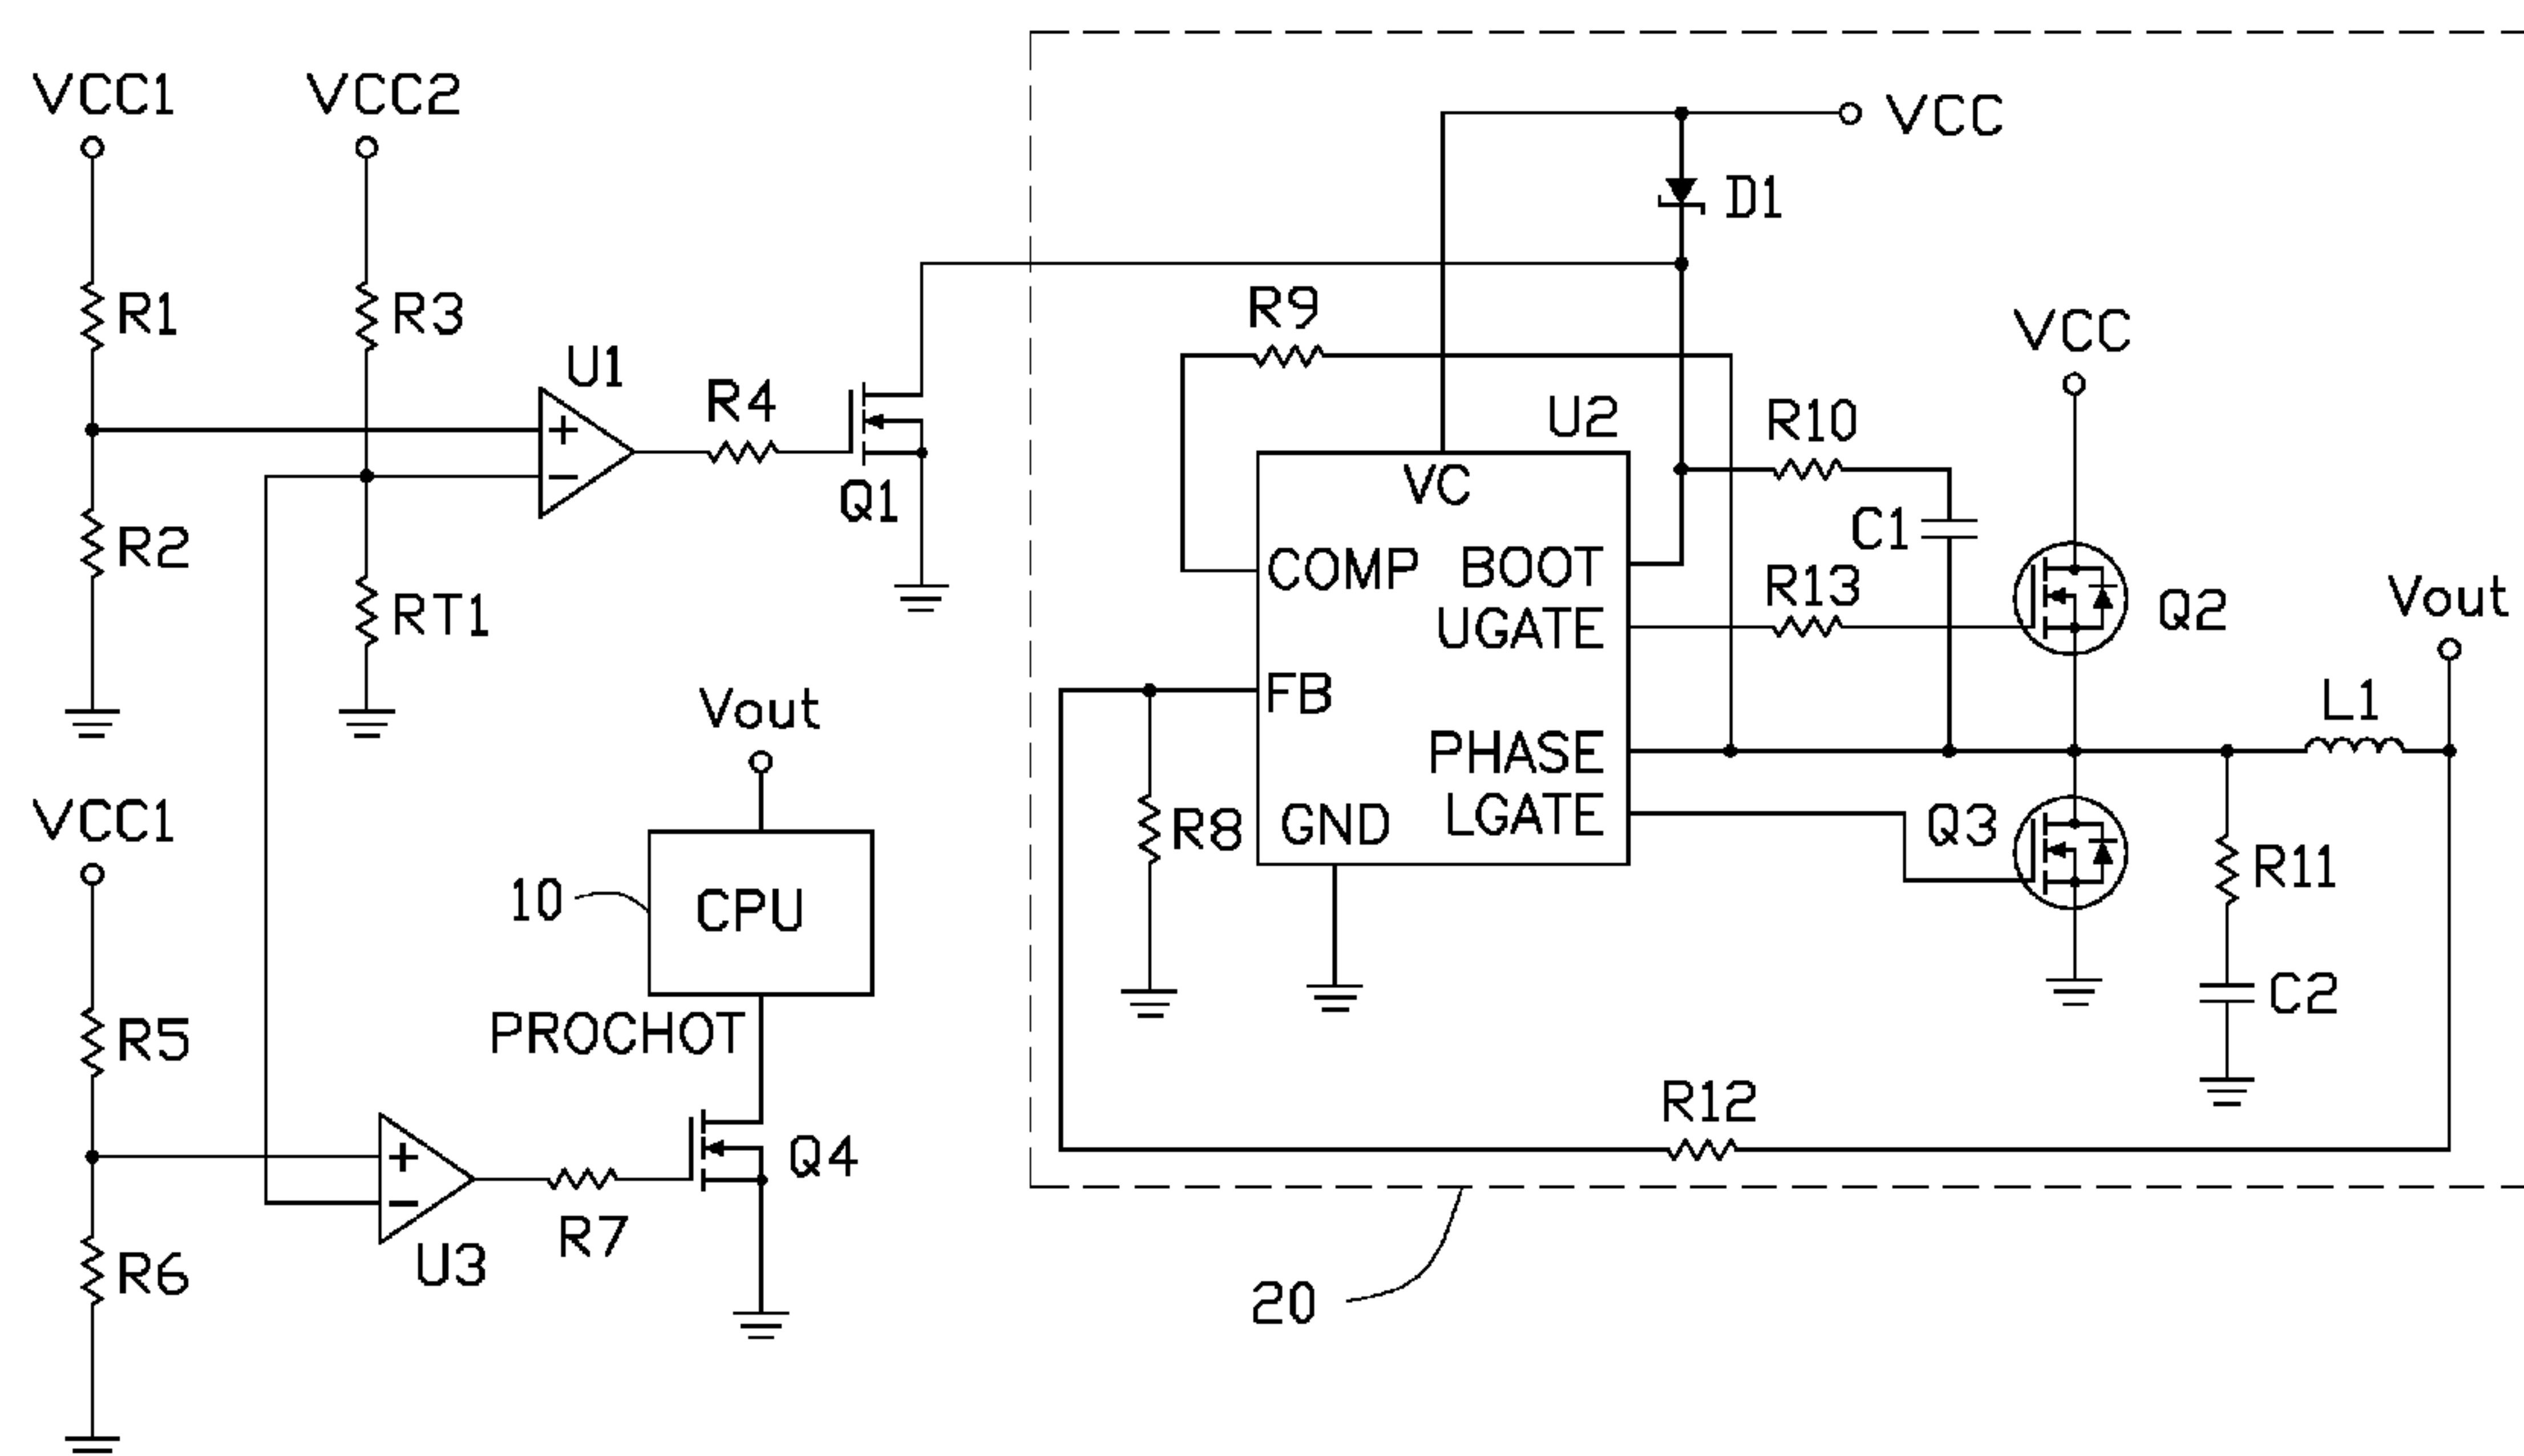 VCC1
VCC2
VCC
D1
R1
R3
R9
VCC
U1
R4
R10
U2
VC
Q1
C1
R2
COMP
BOOT
R13
Q2
Vout
RT1
UGATE
FB
L1
Vout
PHASE
VCC1
GND
LGATE
R8
Q3
R11
10
CPU
C2
R5
PROCHOT
R12
Q4
R7
R6
U3
20